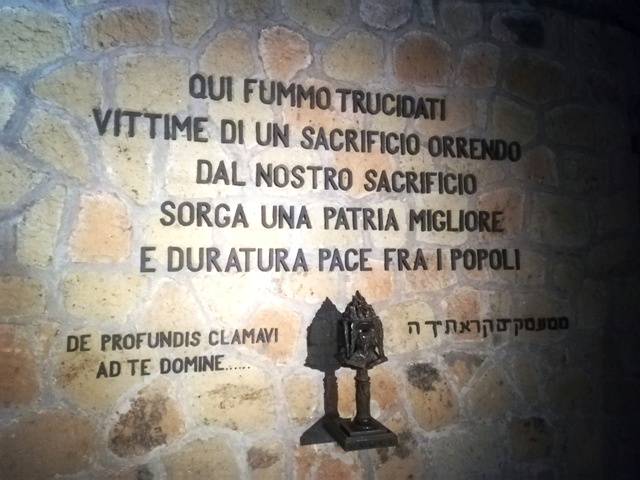 QUI FUMMO TRUCIDATI
VITTIME DI UN SACRIFICIO ORRENDO
DAL NOSTRO SACRIFICIO
SORGA UNA PATRIA MIGLIORE
E DURATURA PACE FRA I POPOLI
DE PROFUNDIS CLAMAVI
AD TE DOMINE......